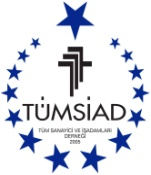 TÜMSİAD
TÜM SANAYİCİ VE İŞADAMLARI
DERNEĞİ
2005